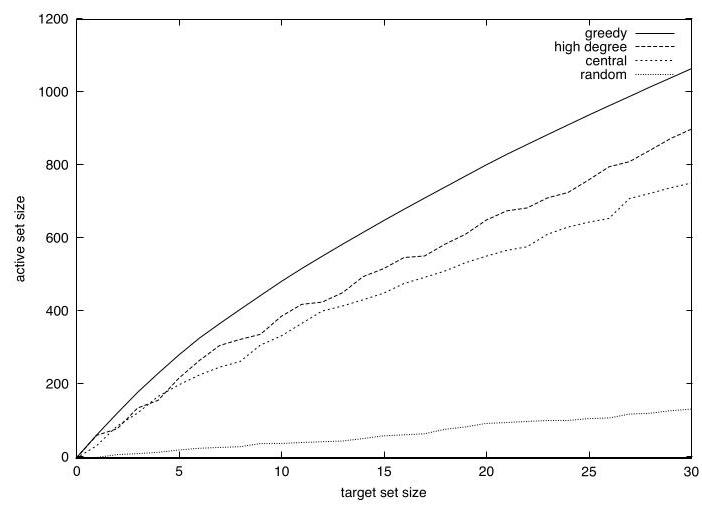 1200
1000
800
600
400
200
0
active set size
greedy
high degree
central
random
0 5 10 15 20 25 30
target set size